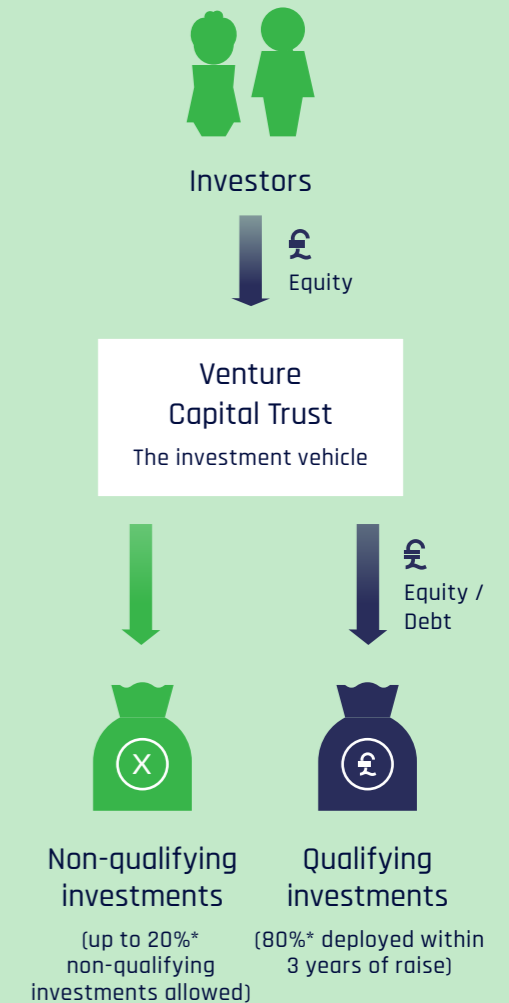 Investors
£
Equity
Venture
Capital Trust
The investment vehicle
£
Equity /
Debt
X
£
Non-qualifying
investments
(up to 20%*
non-qualifying
investments allowed)
Qualifying
investments
(80%* deployed within
3 years of raise)